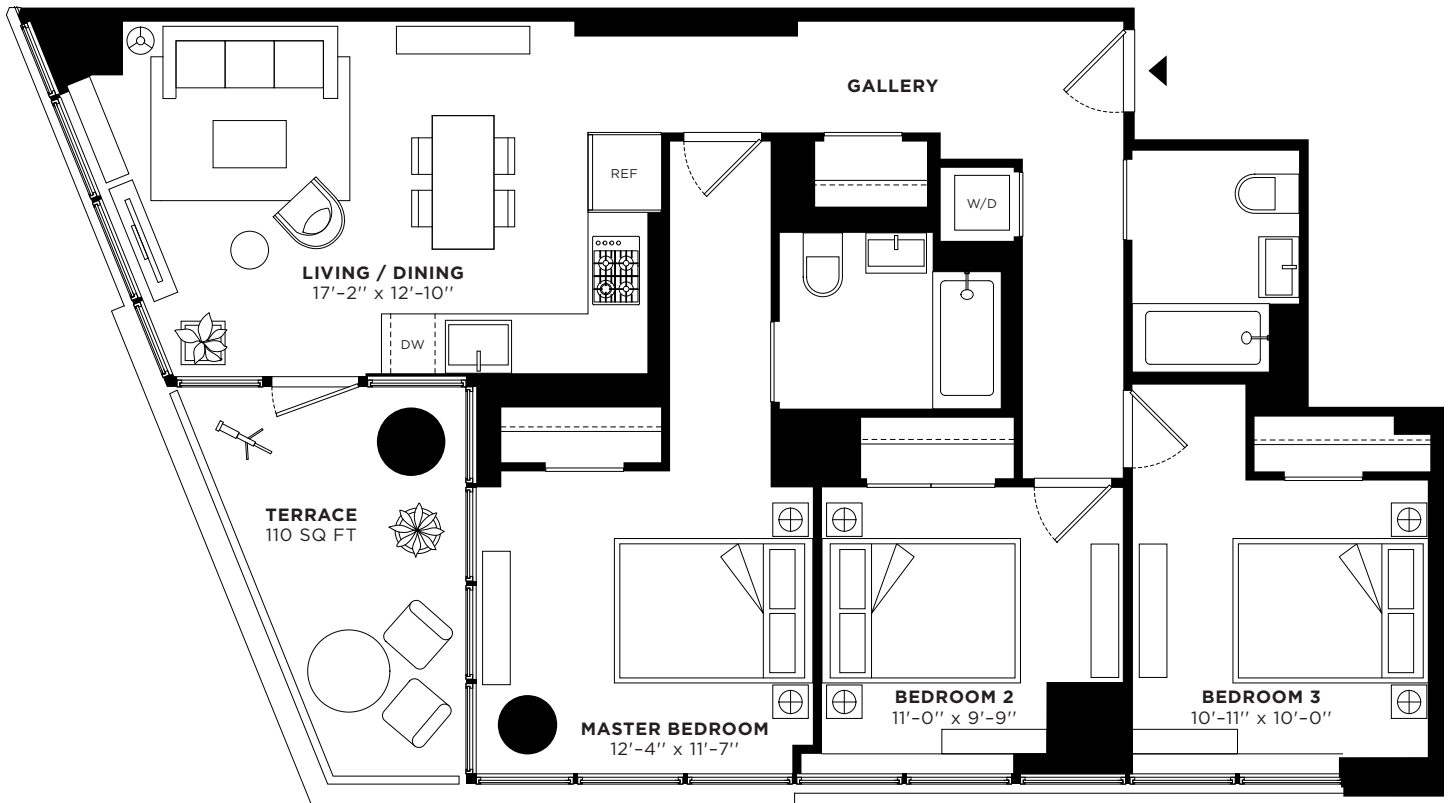 GALLERY
REF
W/D
LIVING / DINING
17'-2'' x 12'-10''
DW
TERRACE
110 SQ FT
MASTER BEDROOM
12'-4'' x 11'-7''
BEDROOM 2
11'-0'' x 9'-9''
BEDROOM 3
10'-11'' x 10'-0''